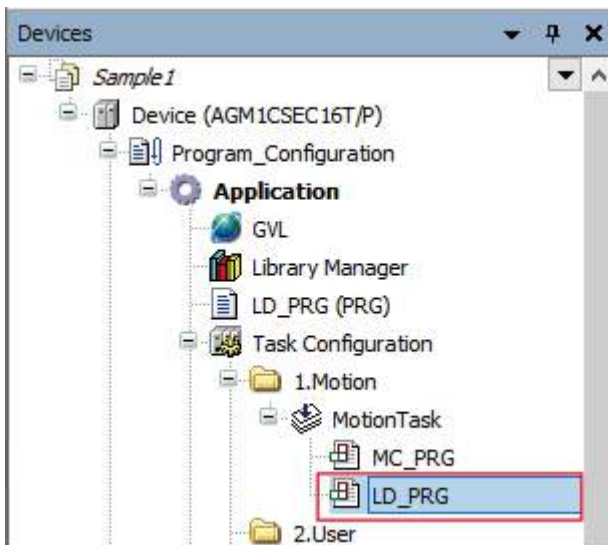 Devices
Sample1
Device (AGM1CSEC16T/P)
Program_Configuration
Application
GVL
Library Manager
LD_PRG (PRG)
Task Configuration
1.Motion
MotionTask
MC_PRG
LD_PRG
2.User